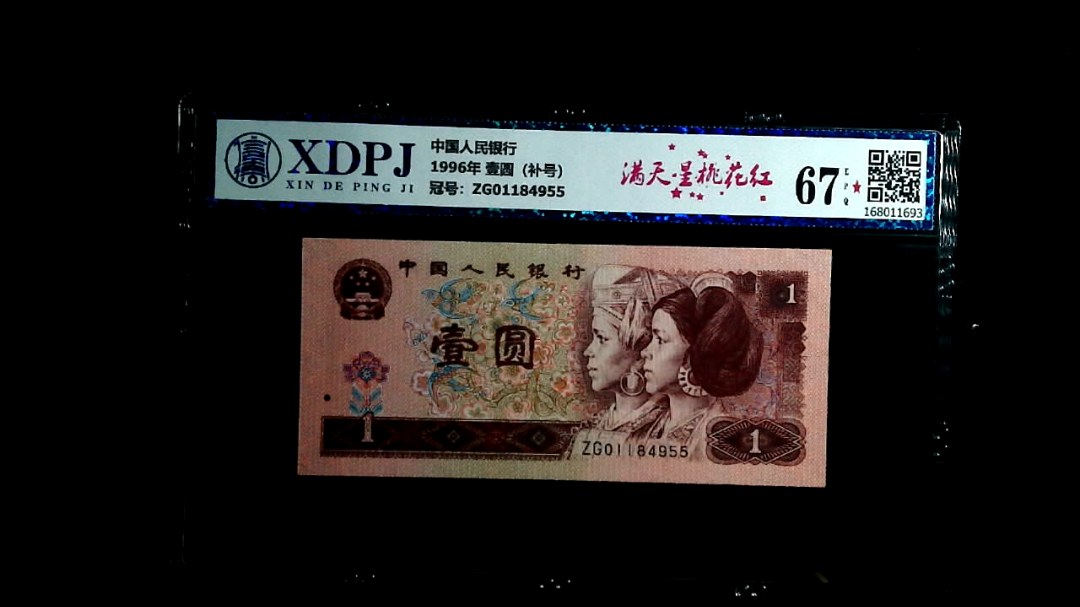 XDPJ
XIN DE PING JI
中国人民银行
1996年 壹圆（补号）
冠号：ZG01184955
满天·星桃花红
67
EPQ
168011693
中国人民银行
1
壹圆
1
ZG01184955
1